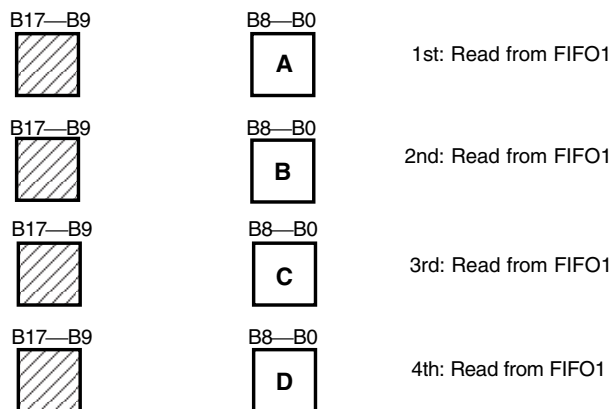 B17—B9 B8—B0
A 1st: Read from FIFO1
B17—B9 B8—B0
B 2nd: Read from FIFO1
B17—B9 B8—B0
C 3rd: Read from FIFO1
B17—B9 B8—B0
D 4th: Read from FIFO1